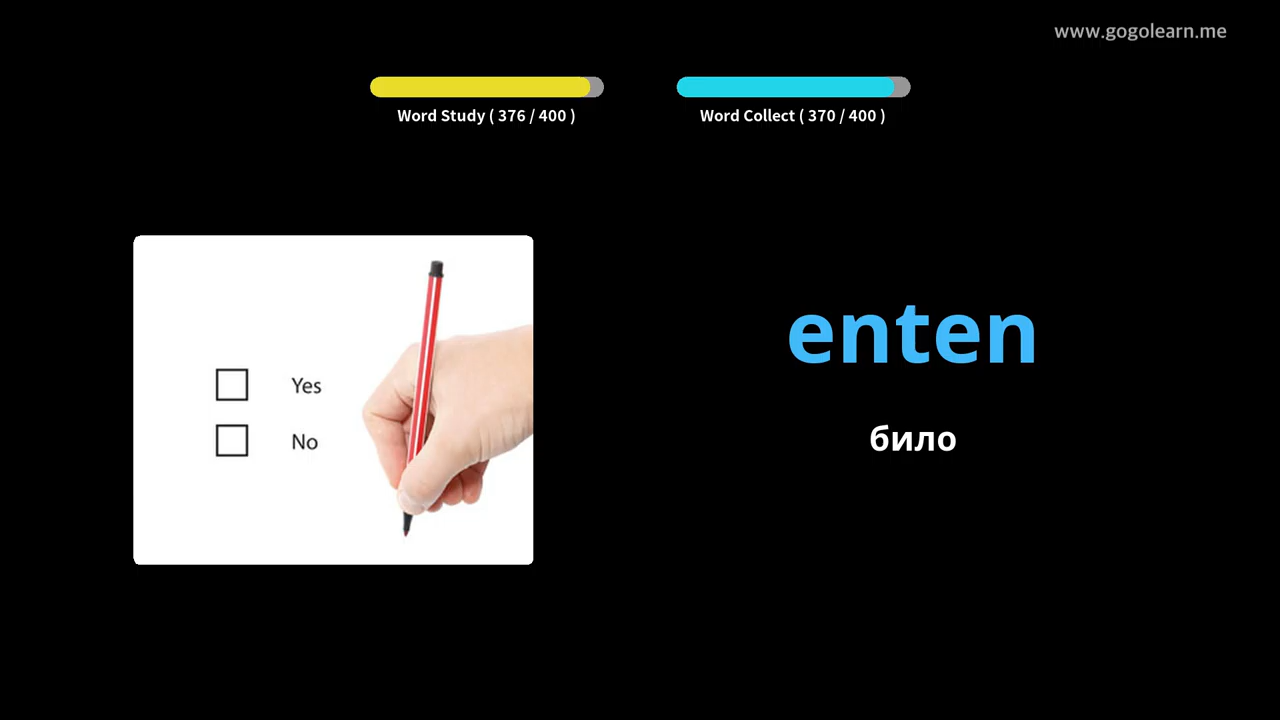 www.gogolearn.me
Word Study ( 376 / 400 )
Word Collect ( 370 / 400 )
Yes
No
enten
било